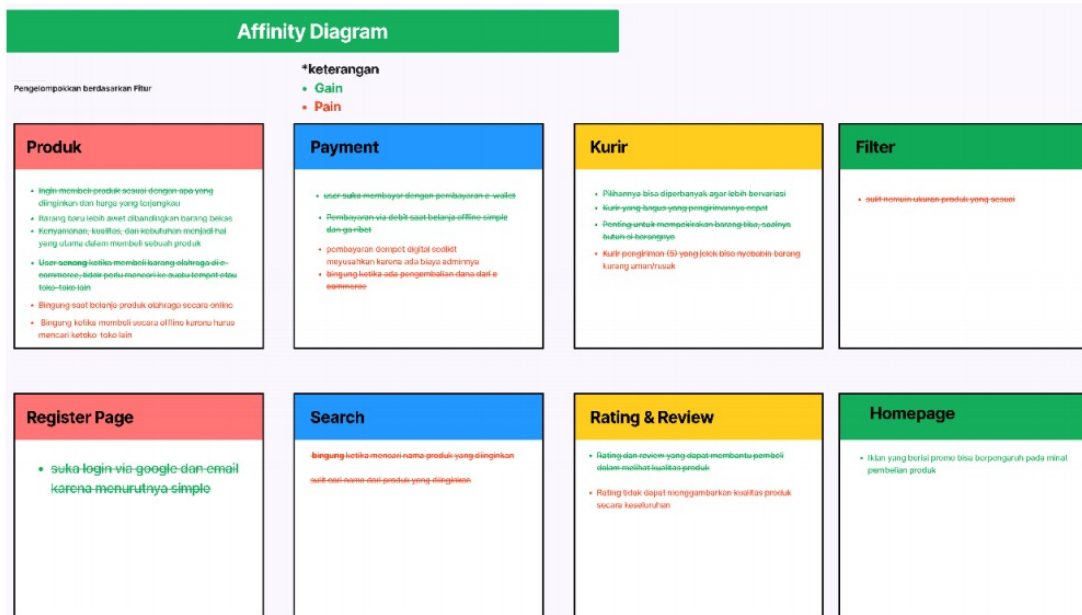 Affinity Diagram
Pengelompokkan berdasarkan Fitur
*keterangan
• Gain
• Pain
Produk
• Ingin membeli produk sesuai dengan apa yang
diinginkan dan harga yang terjangkau
• Barang baru lebih awet dibandingkan barang bekas
• Kenyamanan, kualitas, dan kebutuhan menjadi hal
yang utama dalam membeli sebuah produk
• User senang ketika membeli barang olahraga di e-
commerce, tidak perlu mencari ke suatu tempat atau
toko-toko lain
• Bingung saat belanja produk olahraga secara online
• Bingung ketika membeli secara offline karena harus
mencari ketoko-toko lain
Payment
• user suka membayar dengan pembayaran e-wallet
• Pembayaran via debit saat belanja offline simple
dan ga ribet
• pembayaran dompet digital sedikit
meyusahkan karena ada biaya adminnya
• bingung ketika ada pengembalian dana dari e
commerce
Kurir
• Pilihannya bisa diperbanyak agar lebih bervariasi
• Kurir yang bagus yang pengirimannya cepat
• Penting untuk memperkirakan barang tiba, soalnya
butuh si barangnya
• Kurir pengiriman (S) yang jelek bisa nyebabin barang
kurang aman/rusak
Filter
• sulit nemuin ukuran produk yang sesuai
Register Page
• suka login via google dan email
karena menurutnya simple
Search
bingung ketika mencari nama produk yang diinginkan
sulit cari nama dari produk yang diinginkan
Rating & Review
• Rating dan review yang dapat membantu pembeli
dalam melihat kualitas produk
• Rating tidak dapat menggambarkan kualitas produk
secara keseluruhan
Homepage
• Iklan yang berisi promo bisa berpengaruh pada minat
pembelian produk